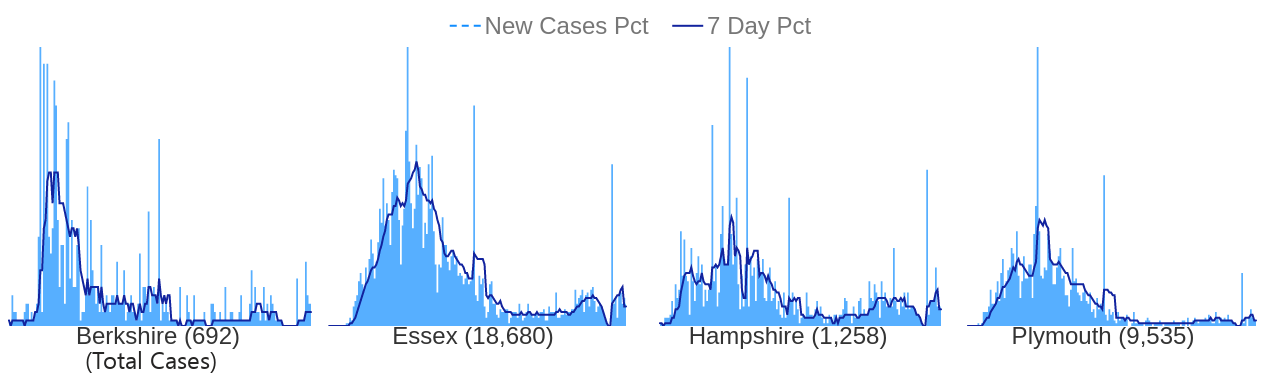 New Cases Pct 7 Day Pct
Berkshire (692) Essex (18,680) Hampshire (1,258) Plymouth (9,535)
(Total Cases)